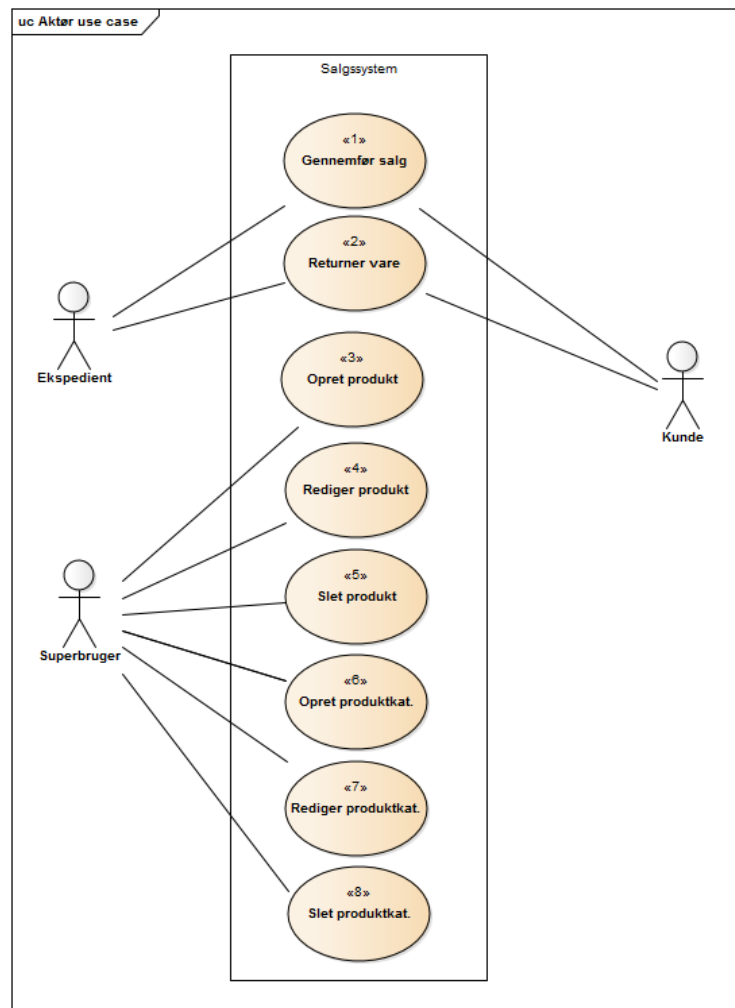 uc Aktør use case
Salgssystem
«1»
Gennemfør salg
«2»
Returner vare
Ekspedient
«3»
Opret produkt
Kunde
«4»
Rediger produkt
«5»
Slet produkt
Superbruger
«6»
Opret produktkat.
«7»
Rediger produktkat.
«8»
Slet produktkat.